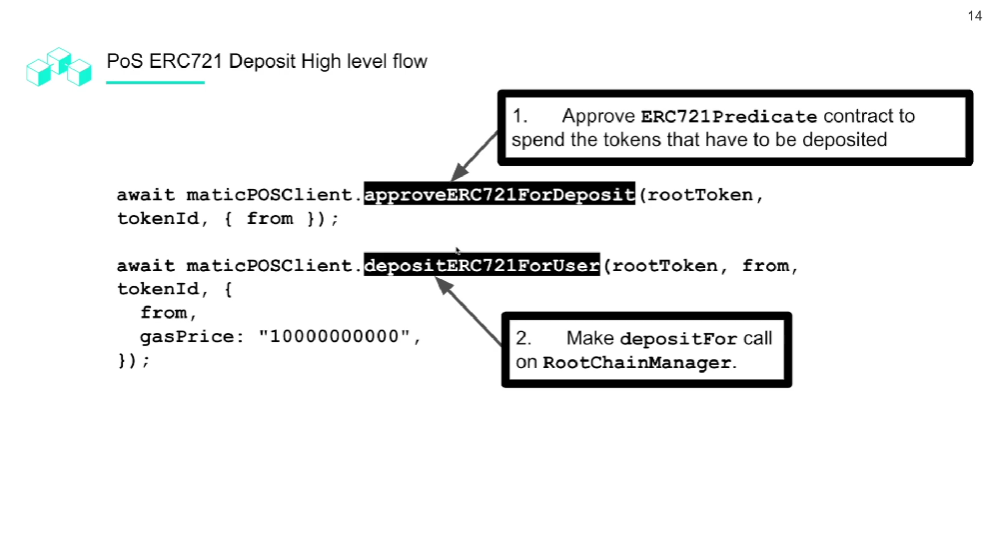 14
PoS ERC721 Deposit High level flow
1. Approve ERC721Predicate contract to
spend the tokens that have to be deposited
await maticPOSClient.approveERC721ForDeposit(rootToken,
tokenId, { from });
await maticPOSClient.depositERC721ForUser(rootToken, from,
tokenId, {
from,
gasPrice: "10000000000",
});
2. Make depositFor call
on RootChainManager.